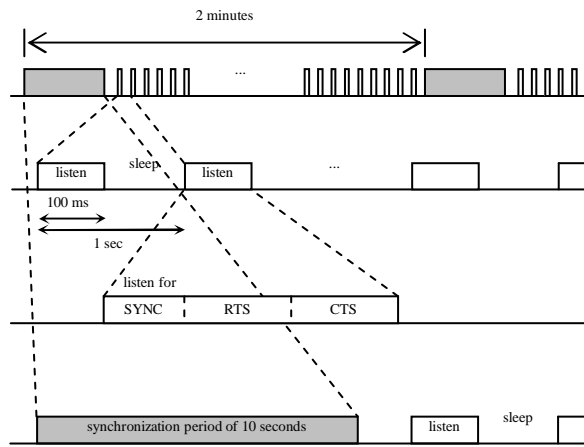 2 minutes
...
listen
sleep
listen
...
100 ms
1 sec
listen for
SYNC
RTS
CTS
synchronization period of 10 seconds
listen
sleep